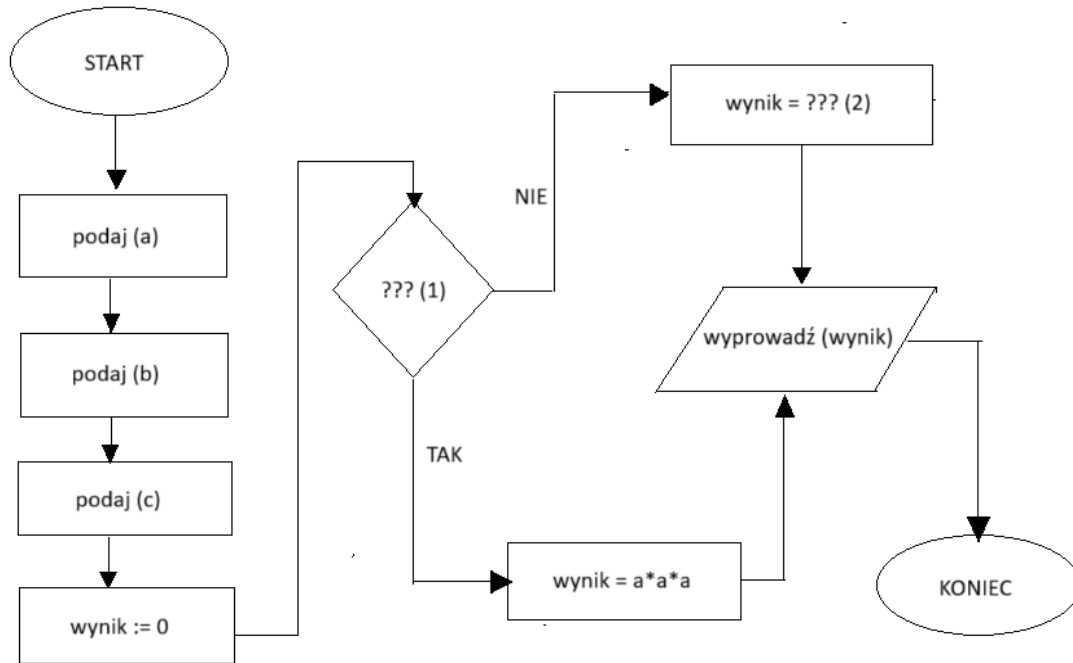 START
podaj (a)
podaj (b)
podaj (c)
wynik := 0
??? (1)
NIE
wynik = ??? (2)
TAK
wynik = a*a*a
wyprowadź (wynik)
KONIEC